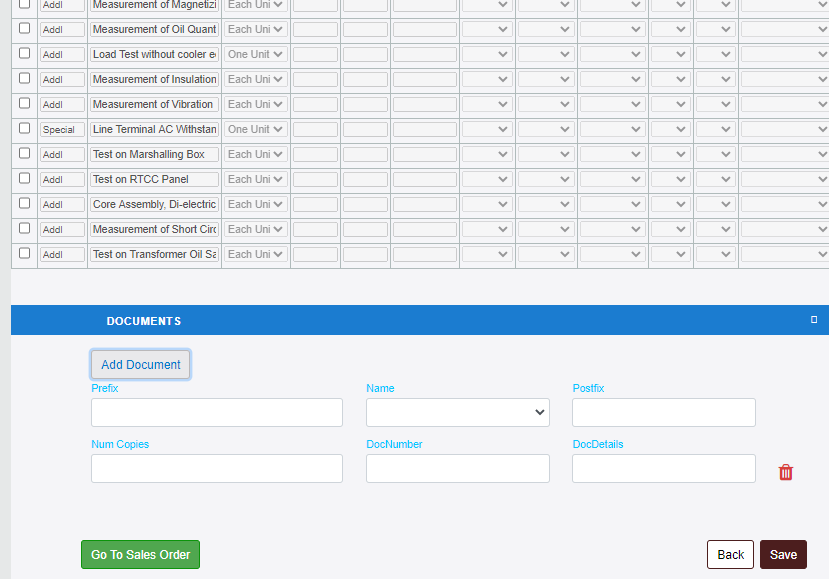 Addl Measurement of Magnetizi Each Uni
Addl Measurement of Oil Quant Each Uni
Addl Load Test without cooler e One Unit
Addl Measurement of Insulation Each Uni
Addl Measurement of Vibration Each Uni
Special Line Terminal AC Withstan One Unit
Addl Test on Marshalling Box Each Uni
Addl Test on RTCC Panel Each Uni
Addl Core Assembly, Di-electric Each Uni
Addl Measurement of Short Circ Each Uni
Addl Test on Transformer Oil Sa Each Uni
DOCUMENTS
Add Document
Prefix Name Postfix
Num Copies DocNumber DocDetails
Go To Sales Order Back Save